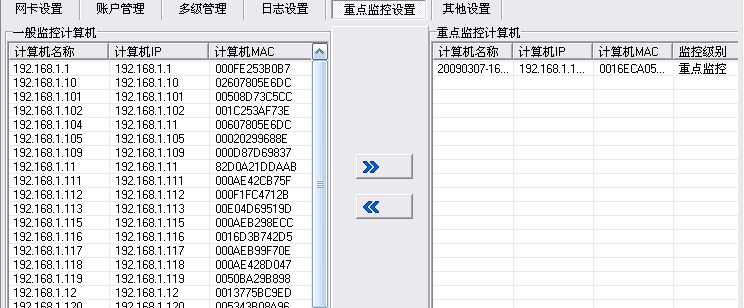 网卡设置 账户管理 多级管理 日志设置 重点监控设置 其他设置
一般监控计算机
计算机名称 计算机IP 计算机MAC
192.168.1.1 192.168.1.1 000FE253B0B7
192.168.1.10 192.168.1.10 02607805E6DC
192.168.1.101 192.168.1.101 00508D73C5CC
192.168.1.102 192.168.1.102 001C253AF73E
192.168.1.104 192.168.1.11 00607805E6DC
192.168.1.105 192.168.1.105 00020299688E
192.168.1.109 192.168.1.109 000D87D69837
192.168.1.11 192.168.1.11 82D0A21DDAAB
192.168.1.111 192.168.1.111 000AE42CB75F
192.168.1.112 192.168.1.112 000F1FC4712B
192.168.1.113 192.168.1.113 00E04D69519D
192.168.1.115 192.168.1.115 000AEB298ECC
192.168.1.116 192.168.1.116 0016D3B742D5
192.168.1.117 192.168.1.117 000AEB99F70E
192.168.1.118 192.168.1.118 000AE428D047
192.168.1.119 192.168.1.119 0050BA29B898
192.168.1.12 192.168.1.12 0013775BC9ED
192.168.1.120 192.168.1.120 005343B08A96
重点监控计算机
计算机名称 计算机IP 计算机MAC 监控级别
20090307-16... 192.168.1.1... 0016ECA05... 重点监控